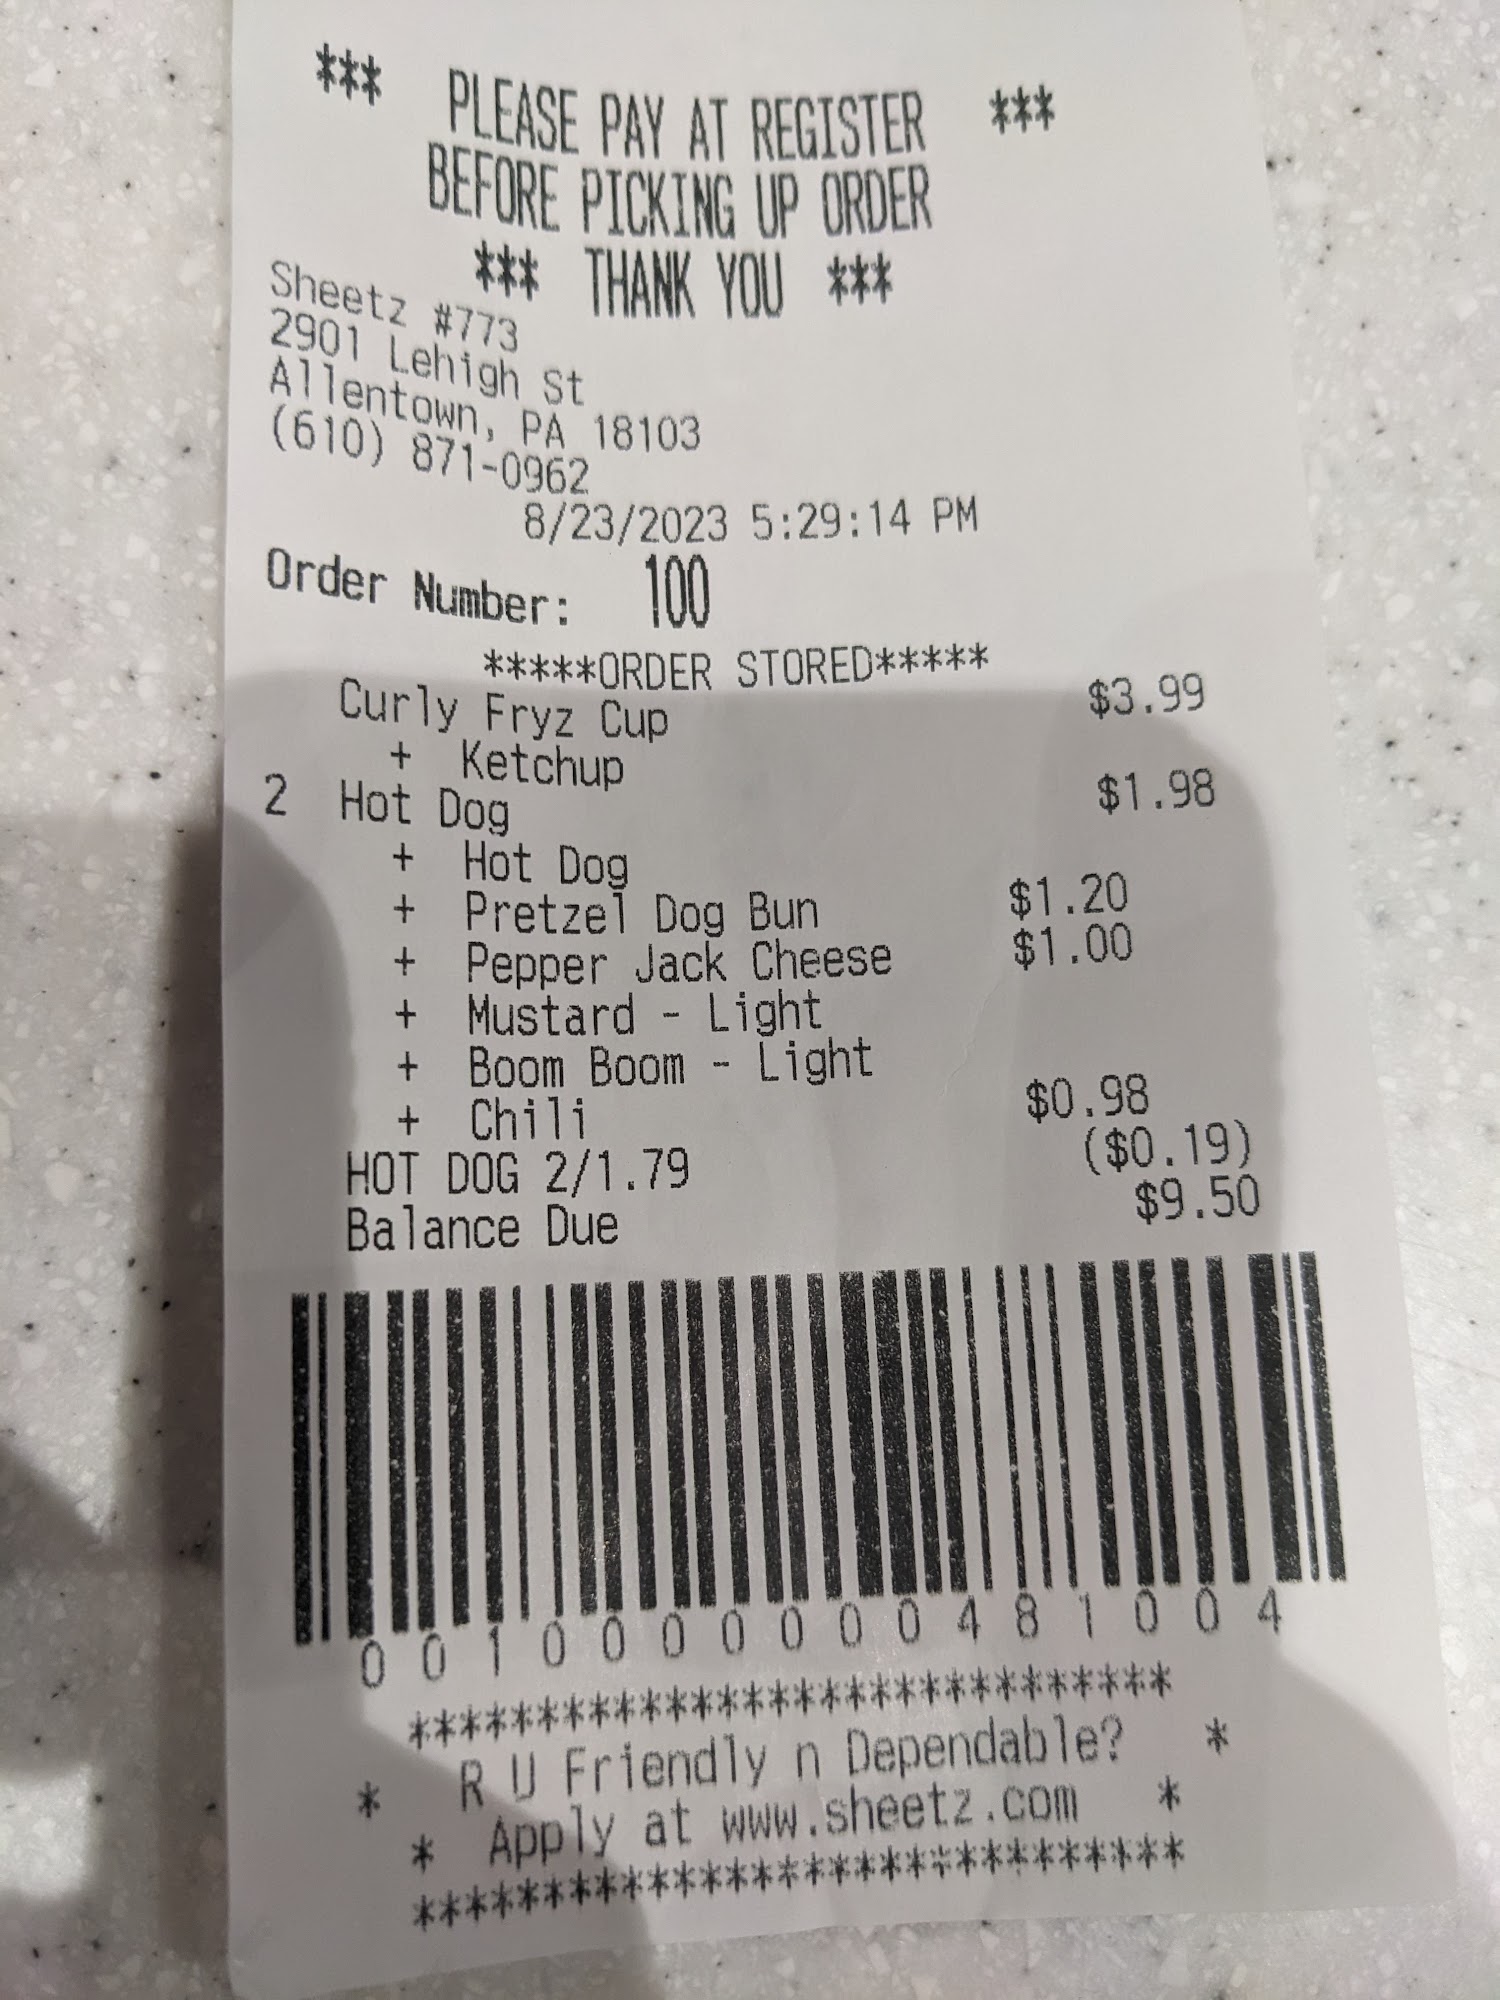 *** PLEASE PAY AT REGISTER ***
BEFORE PICKING UP ORDER
*** THANK YOU ***
Sheetz #773
2901 Lehigh St
Allentown, PA 18103
(610) 871-0962
8/23/2023 5:29:14 PM
Order Number: 100
*****ORDER STORED*****
Curly Fryz Cup $3.99
+ Ketchup
2 Hot Dog $1.98
+ Hot Dog
+ Pretzel Dog Bun $1.20
+ Pepper Jack Cheese $1.00
+ Mustard - Light
+ Boom Boom - Light
+ Chili $0.98
HOT DOG 2/1.79 ($0.19)
Balance Due $9.50
0010000000481004
******************************
* R U Friendly n Dependable? *
* Apply at www.sheetz.com *
******************************